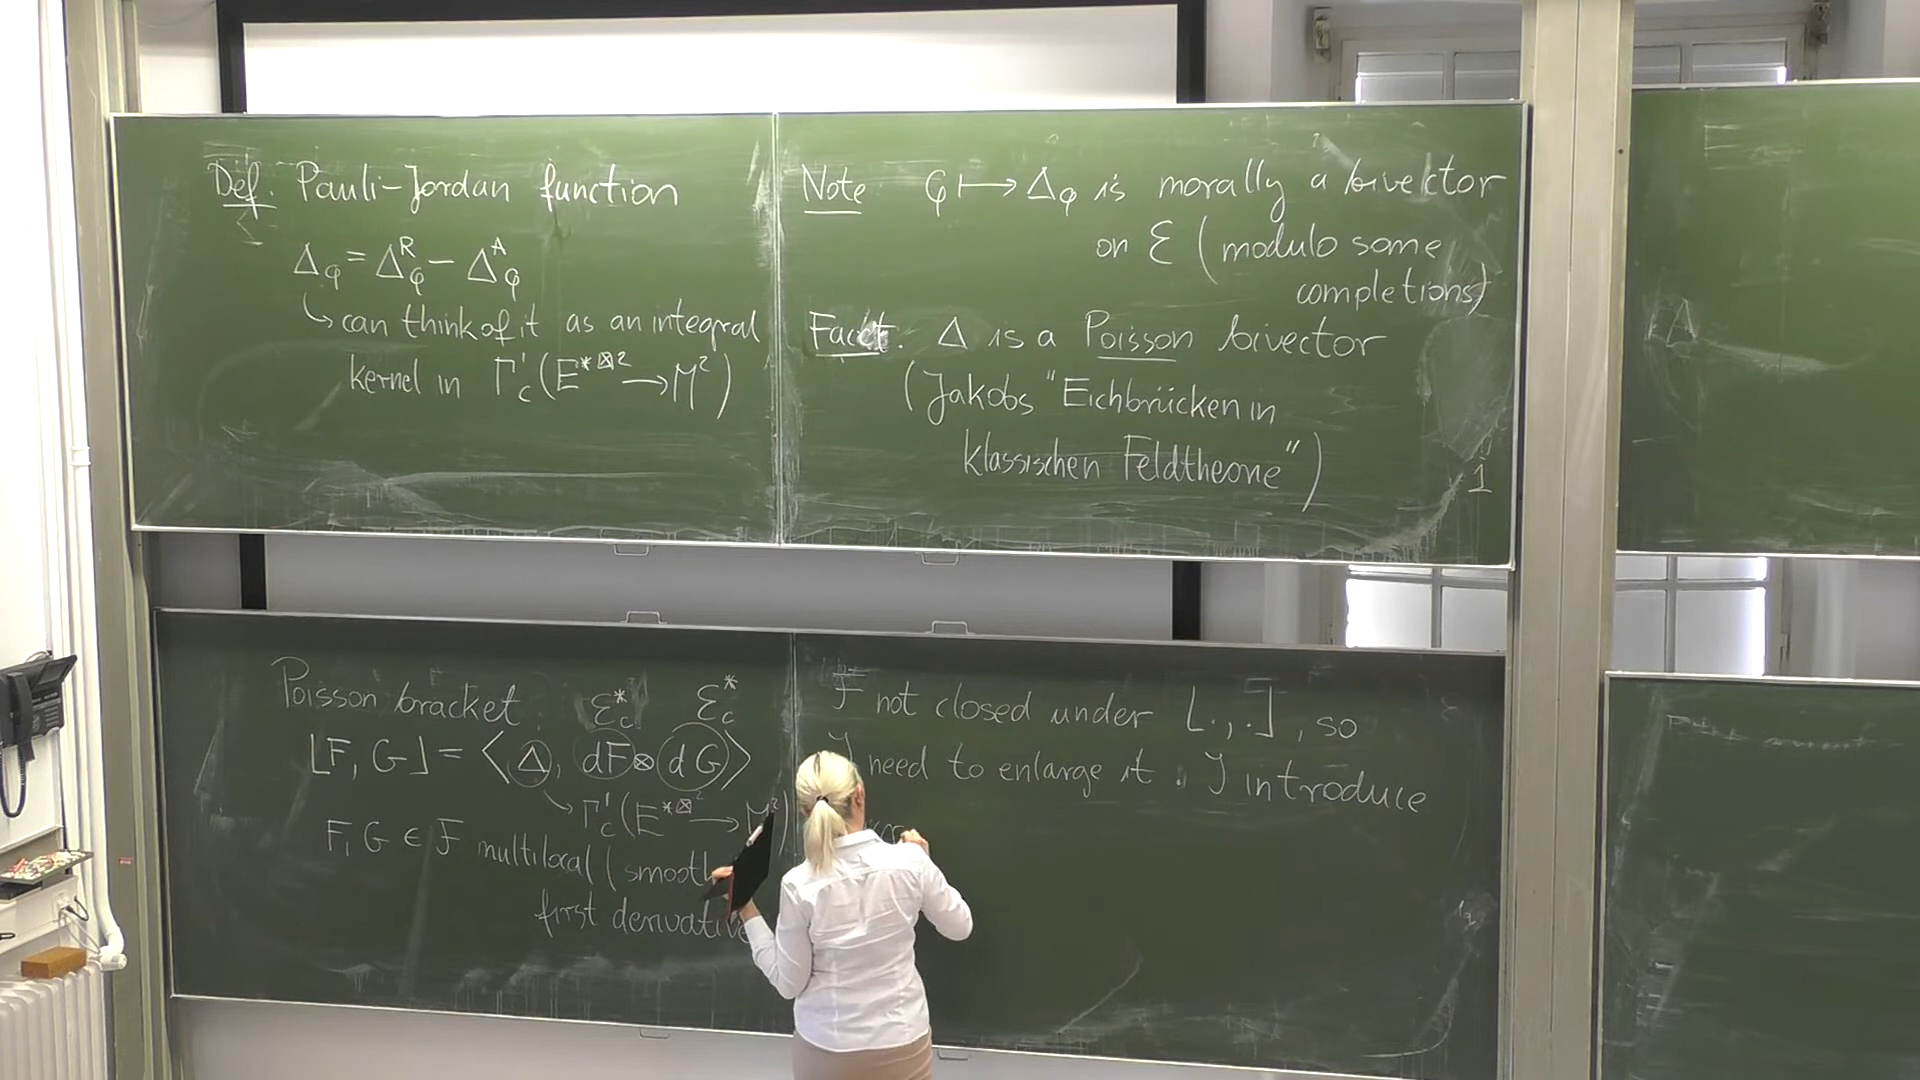 Def. Pauli-Jordan function
Δ_φ = Δ^R_φ − Δ^A_φ
↳ can think of it as an integral
kernel in Γ'_c(E^{*⊠2} → M²)
Note φ ↦ Δ_φ is morally a bivector
on ℰ (modulo some
completions)
Fact. Δ is a Poisson bivector
(Jakobs "Eichbrücken in
klassischen Feldtheorie")
1
Poisson bracket
ℰ*_c ℰ*_c
⌊F, G⌋ = ⟨Δ, dF ⊗ dG⟩
↳ Γ'_c(E^{*⊠2} → M²)
F, G ∈ ℱ multilocal (smooth
first derivative
ℱ not closed under ⌊·,·⌋, so
I need to enlarge it. I introduce